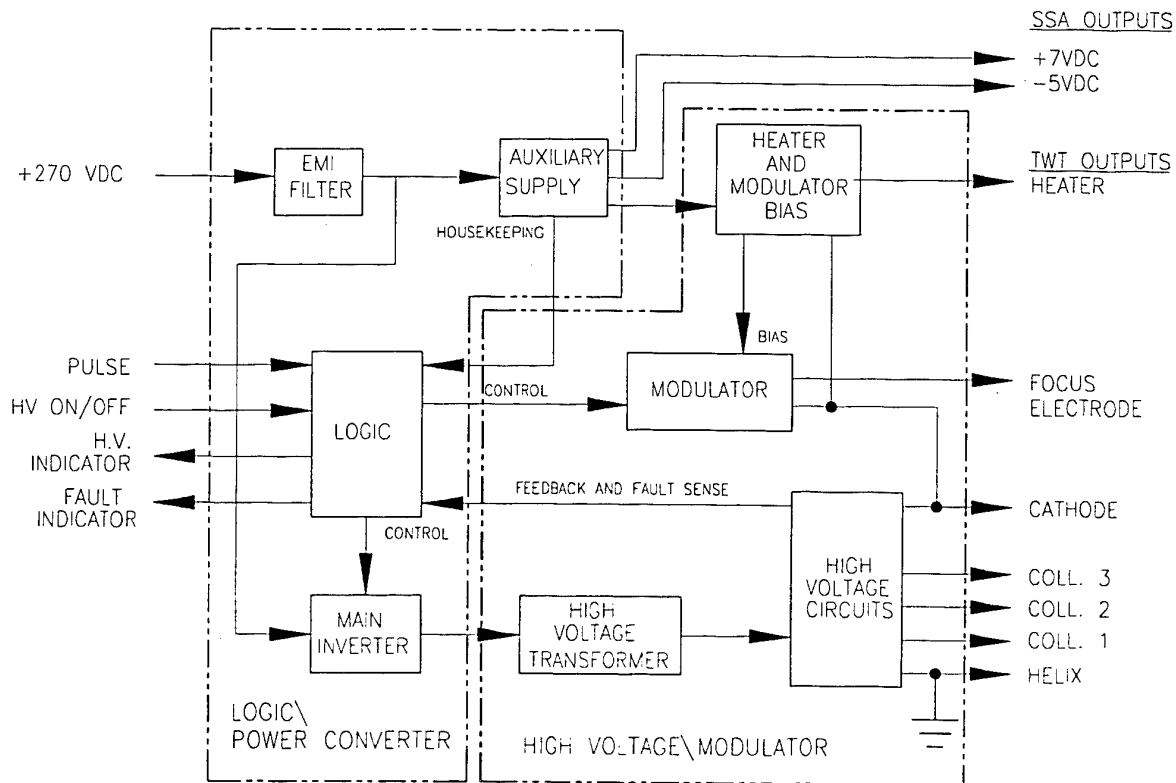 SSA OUTPUTS
+7VDC
-5VDC
HEATER
AND
MODULATOR
BIAS
EMI
FILTER
AUXILIARY
SUPPLY
+270 VDC
TWT OUTPUTS
HEATER
HOUSEKEEPING
BIAS
PULSE
HV ON/OFF
H.V.
INDICATOR
FAULT
INDICATOR
LOGIC
CONTROL
MODULATOR
FOCUS
ELECTRODE
FEEDBACK AND FAULT SENSE
CONTROL
HIGH
VOLTAGE
CIRCUITS
CATHODE
COLL. 3
COLL. 2
COLL. 1
HELIX
MAIN
INVERTER
HIGH
VOLTAGE
TRANSFORMER
LOGIC\
POWER CONVERTER
HIGH VOLTAGE\MODULATOR